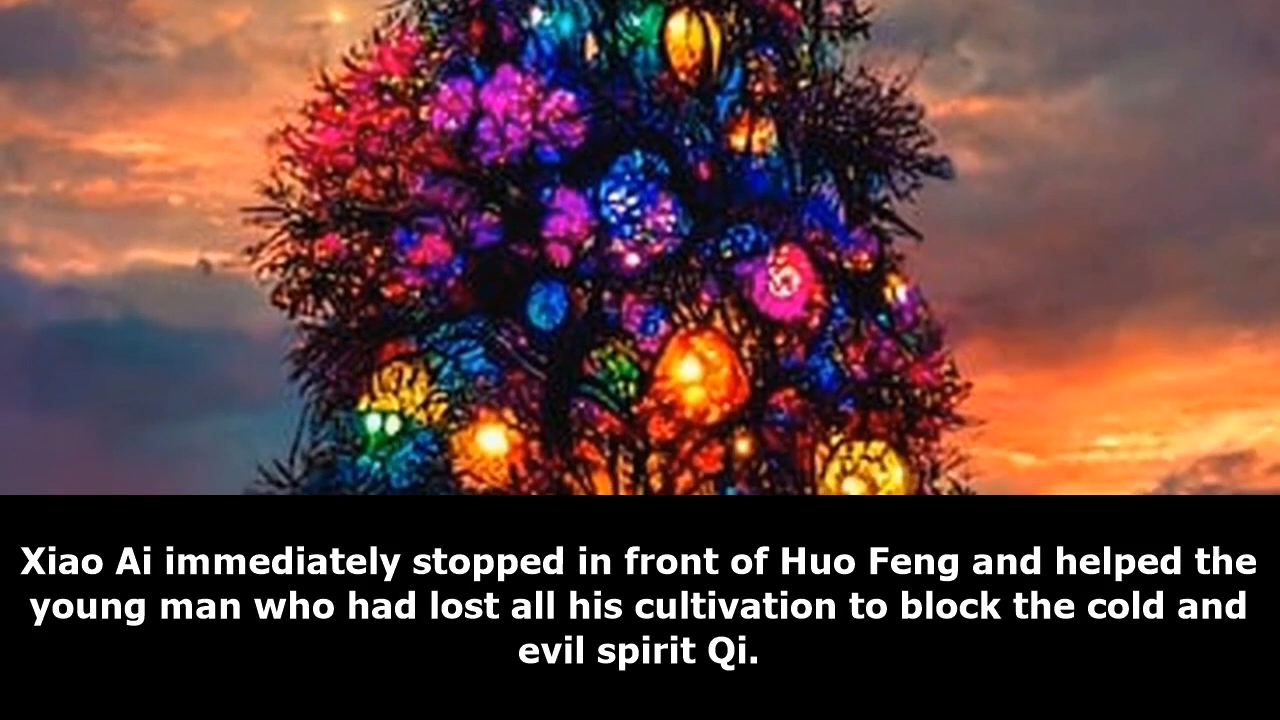 Xiao Ai immediately stopped in front of Huo Feng and helped the
young man who had lost all his cultivation to block the cold and
evil spirit Qi.